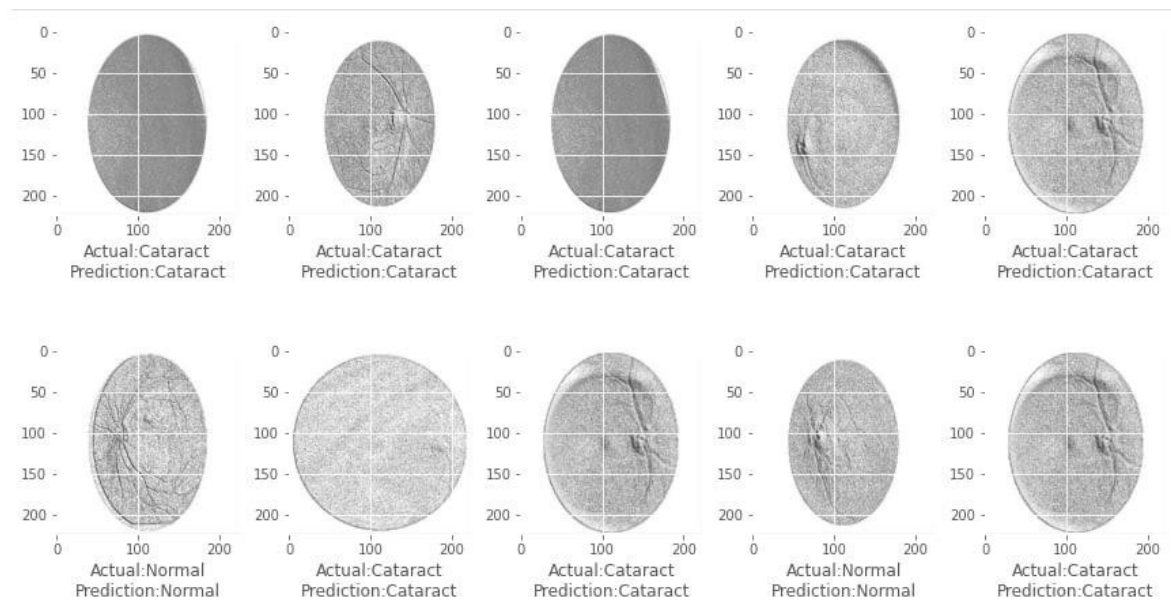 0 - 0 - 0 - 0 - 0 -
50 - 50 - 50 - 50 - 50 -
100 - 100 - 100 - 100 - 100 -
150 - 150 - 150 - 150 - 150 -
200 - 200 - 200 - 200 - 200 -
0 100 200 0 100 200 0 100 200 0 100 200 0 100 200
Actual:Cataract Actual:Cataract Actual:Cataract Actual:Cataract Actual:Cataract
Prediction:Cataract Prediction:Cataract Prediction:Cataract Prediction:Cataract Prediction:Cataract
0 - 0 - 0 - 0 - 0 -
50 - 50 - 50 - 50 - 50 -
100 - 100 - 100 - 100 - 100 -
150 - 150 - 150 - 150 - 150 -
200 - 200 - 200 - 200 - 200 -
0 100 200 0 100 200 0 100 200 0 100 200 0 100 200
Actual:Normal Actual:Cataract Actual:Cataract Actual:Normal Actual:Cataract
Prediction:Normal Prediction:Cataract Prediction:Cataract Prediction:Normal Prediction:Cataract